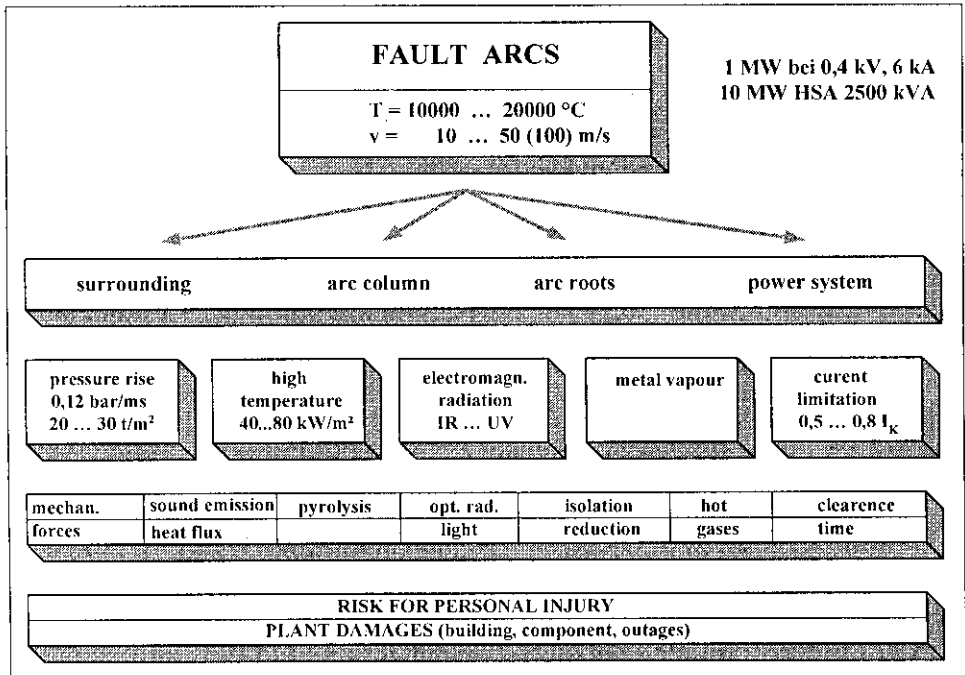 FAULT ARCS
T = 10000 ... 20000 °C
v = 10 ... 50 (100) m/s
1 MW bei 0,4 kV, 6 kA
10 MW HSA 2500 kVA
surrounding arc column arc roots power system
pressure rise
0,12 bar/ms
20 ... 30 t/m²
high
temperature
40...80 kW/m²
electromagn.
radiation
IR ... UV
metal vapour
curent
limitation
0,5 ... 0,8 I_K
mechan.
forces
sound emission
heat flux
pyrolysis
opt. rad.
light
isolation
reduction
hot
gases
clearence
time
RISK FOR PERSONAL INJURY
PLANT DAMAGES (building, component, outages)